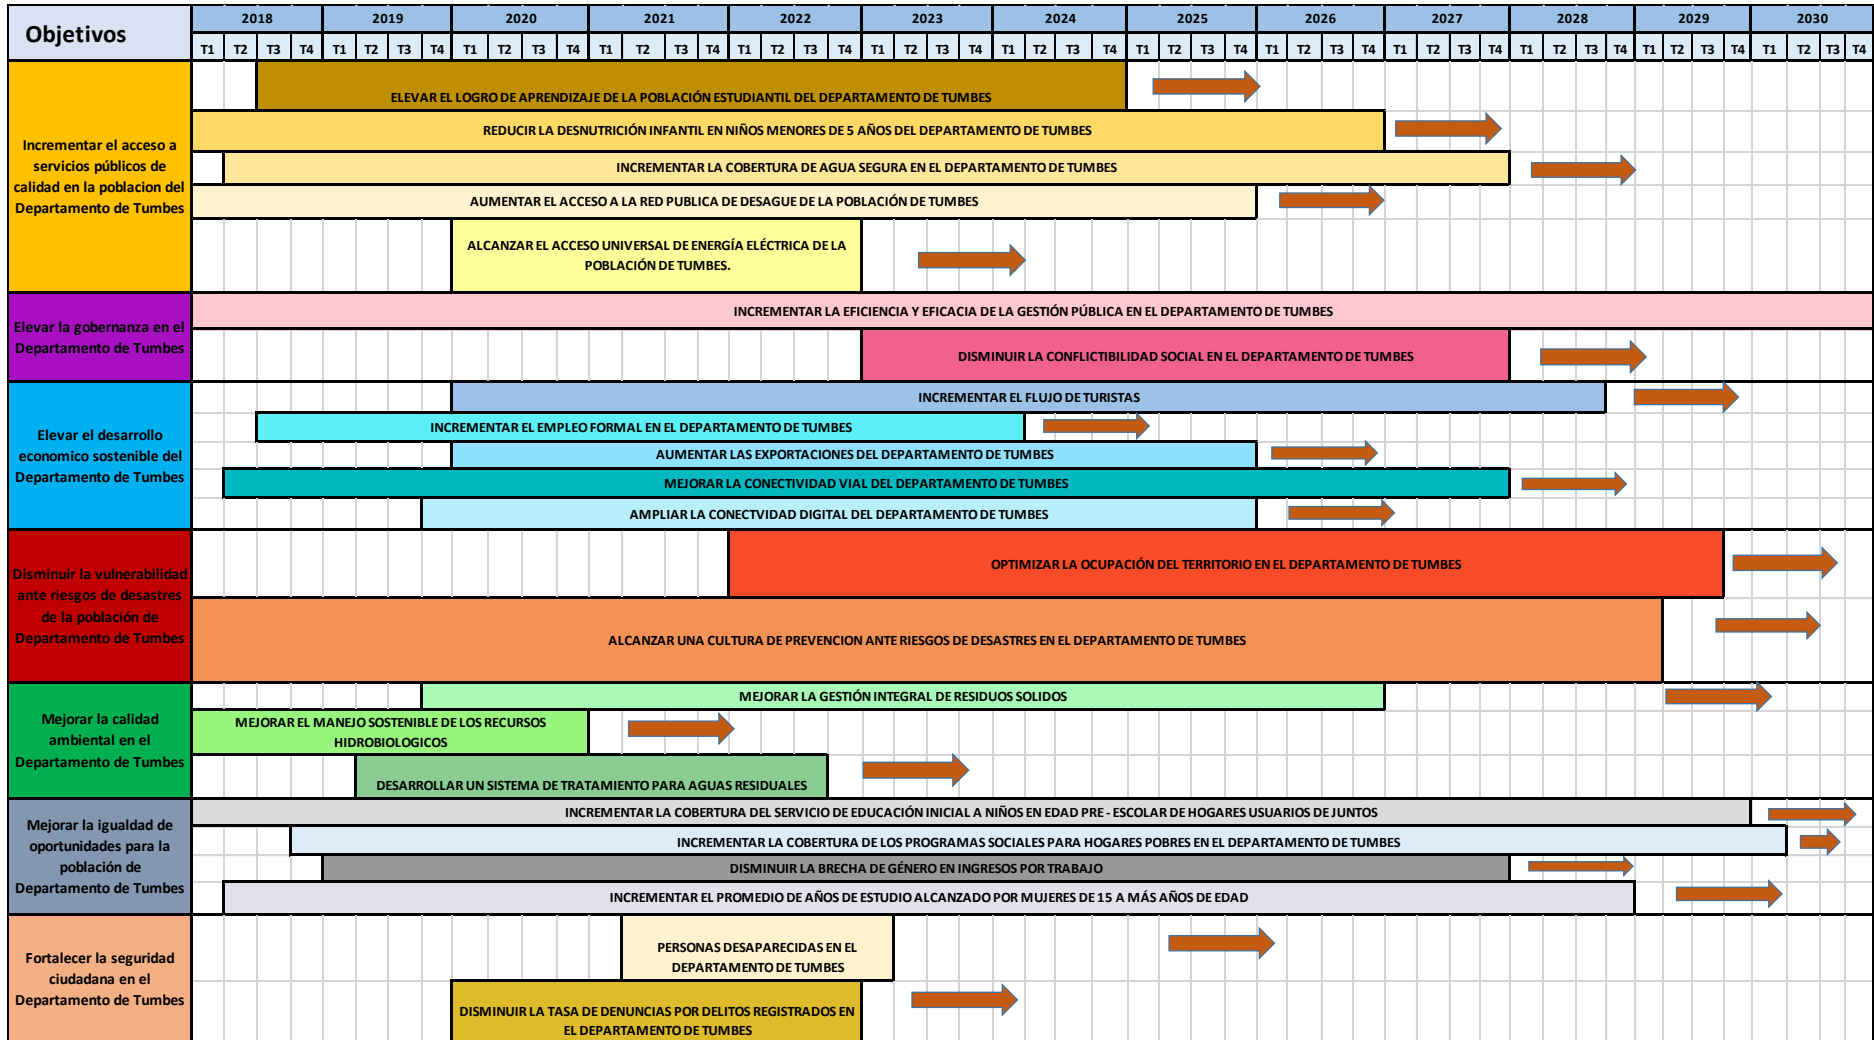 Objetivos
2018 2019 2020 2021 2022 2023 2024 2025 2026 2027 2028 2029 2030
T1 T2 T3 T4 T1 T2 T3 T4 T1 T2 T3 T4 T1 T2 T3 T4 T1 T2 T3 T4 T1 T2 T3 T4 T1 T2 T3 T4 T1 T2 T3 T4 T1 T2 T3 T4 T1 T2 T3 T4 T1 T2 T3 T4 T1 T2 T3 T4 T1 T2 T3 T4
Incrementar el acceso a
servicios públicos de
calidad en la poblacion del
Departamento de Tumbes
ELEVAR EL LOGRO DE APRENDIZAJE DE LA POBLACIÓN ESTUDIANTIL DEL DEPARTAMENTO DE TUMBES
REDUCIR LA DESNUTRICIÓN INFANTIL EN NIÑOS MENORES DE 5 AÑOS DEL DEPARTAMENTO DE TUMBES
INCREMENTAR LA COBERTURA DE AGUA SEGURA EN EL DEPARTAMENTO DE TUMBES
AUMENTAR EL ACCESO A LA RED PUBLICA DE DESAGUE DE LA POBLACIÓN DE TUMBES
ALCANZAR EL ACCESO UNIVERSAL DE ENERGÍA ELÉCTRICA DE LA
POBLACIÓN DE TUMBES.
Elevar la gobernanza en el
Departamento de Tumbes
INCREMENTAR LA EFICIENCIA Y EFICACIA DE LA GESTIÓN PÚBLICA EN EL DEPARTAMENTO DE TUMBES
DISMINUIR LA CONFLICTIBILIDAD SOCIAL EN EL DEPARTAMENTO DE TUMBES
Elevar el desarrollo
economico sostenible del
Departamento de Tumbes
INCREMENTAR EL FLUJO DE TURISTAS
INCREMENTAR EL EMPLEO FORMAL EN EL DEPARTAMENTO DE TUMBES
AUMENTAR LAS EXPORTACIONES DEL DEPARTAMENTO DE TUMBES
MEJORAR LA CONECTIVIDAD VIAL DEL DEPARTAMENTO DE TUMBES
AMPLIAR LA CONECTVIDAD DIGITAL DEL DEPARTAMENTO DE TUMBES
Disminuir la vulnerabilidad
ante riesgos de desastres
de la población de
Departamento de Tumbes
OPTIMIZAR LA OCUPACIÓN DEL TERRITORIO EN EL DEPARTAMENTO DE TUMBES
ALCANZAR UNA CULTURA DE PREVENCION ANTE RIESGOS DE DESASTRES EN EL DEPARTAMENTO DE TUMBES
Mejorar la calidad
ambiental en el
Departamento de Tumbes
MEJORAR LA GESTIÓN INTEGRAL DE RESIDUOS SOLIDOS
MEJORAR EL MANEJO SOSTENIBLE DE LOS RECURSOS
HIDROBIOLOGICOS
DESARROLLAR UN SISTEMA DE TRATAMIENTO PARA AGUAS RESIDUALES
Mejorar la igualdad de
oportunidades para la
población de
Departamento de Tumbes
INCREMENTAR LA COBERTURA DEL SERVICIO DE EDUCACIÓN INICIAL A NIÑOS EN EDAD PRE - ESCOLAR DE HOGARES USUARIOS DE JUNTOS
INCREMENTAR LA COBERTURA DE LOS PROGRAMAS SOCIALES PARA HOGARES POBRES EN EL DEPARTAMENTO DE TUMBES
DISMINUIR LA BRECHA DE GÉNERO EN INGRESOS POR TRABAJO
INCREMENTAR EL PROMEDIO DE AÑOS DE ESTUDIO ALCANZADO POR MUJERES DE 15 A MÁS AÑOS DE EDAD
Fortalecer la seguridad
ciudadana en el
Departamento de Tumbes
PERSONAS DESAPARECIDAS EN EL
DEPARTAMENTO DE TUMBES
DISMINUIR LA TASA DE DENUNCIAS POR DELITOS REGISTRADOS EN
EL DEPARTAMENTO DE TUMBES